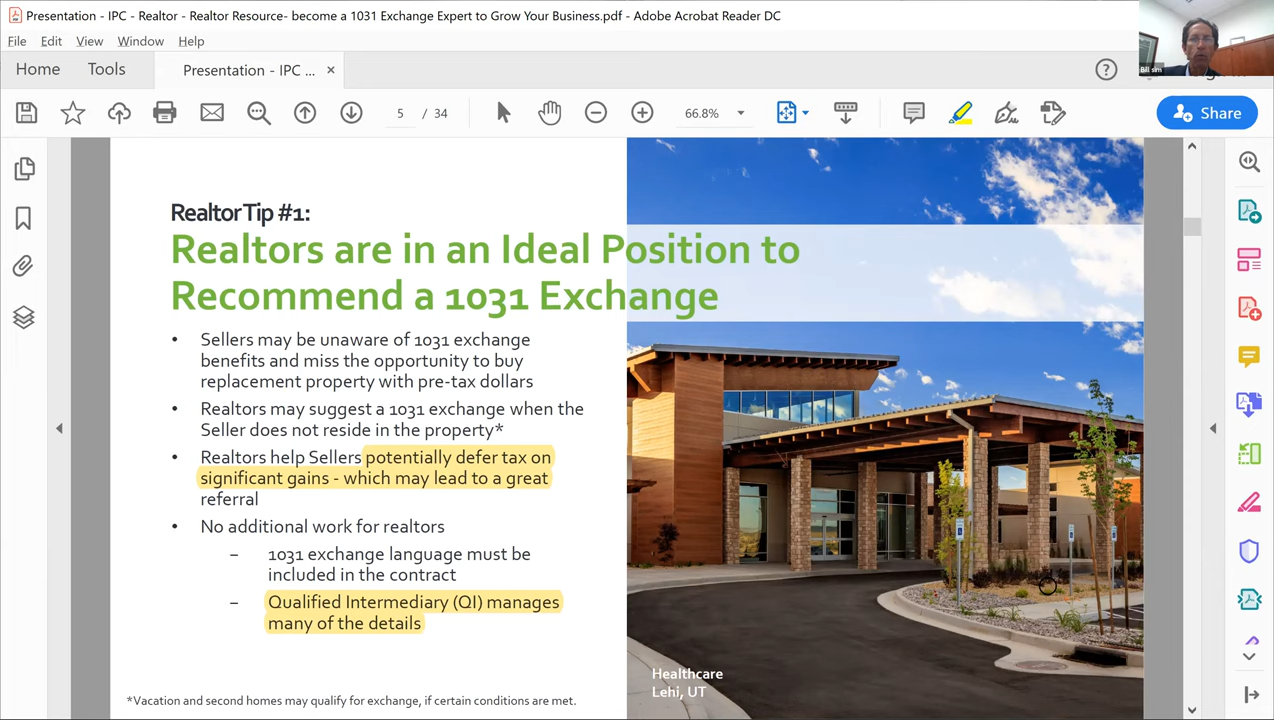 Presentation - IPC - Realtor - Realtor Resource- become a 1031 Exchange Expert to Grow Your Business.pdf - Adobe Acrobat Reader DC
File Edit View Window Help
Home Tools Presentation - IPC ... ×
5 / 34 66.8% Share
Bill sim
Realtor Tip #1:
Realtors are in an Ideal Position to
Recommend a 1031 Exchange
• Sellers may be unaware of 1031 exchange
benefits and miss the opportunity to buy
replacement property with pre-tax dollars
• Realtors may suggest a 1031 exchange when the
Seller does not reside in the property*
• Realtors help Sellers potentially defer tax on
significant gains - which may lead to a great
referral
• No additional work for realtors
– 1031 exchange language must be
included in the contract
– Qualified Intermediary (QI) manages
many of the details
*Vacation and second homes may qualify for exchange, if certain conditions are met.
Healthcare
Lehi, UT